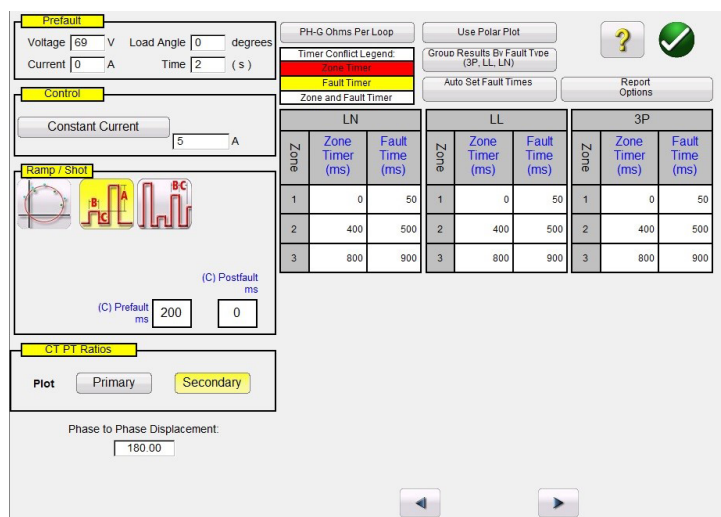 Prefault
Voltage 69 V Load Angle 0 degrees
Current 0 A Time 2 ( s )
Control
Constant Current
5 A
Ramp / Shot
B C A
B-C
(C) Postfault
ms
(C) Prefault
ms
200 0
CT PT Ratios
Plot Primary Secondary
Phase to Phase Displacement:
180.00
PH-G Ohms Per Loop
Use Polar Plot
Timer Conflict Legend:
Zone Timer
Fault Timer
Zone and Fault Timer
Group Results By Fault Type
(3P, LL, LN)
Auto Set Fault Times
?
Report
Options
LN LL 3P
Zone Zone Timer (ms) Fault Time (ms) Zone Zone Timer (ms) Fault Time (ms) Zone Zone Timer (ms) Fault Time (ms)
1 0 50 1 0 50 1 0 50
2 400 500 2 400 500 2 400 500
3 800 900 3 800 900 3 800 900